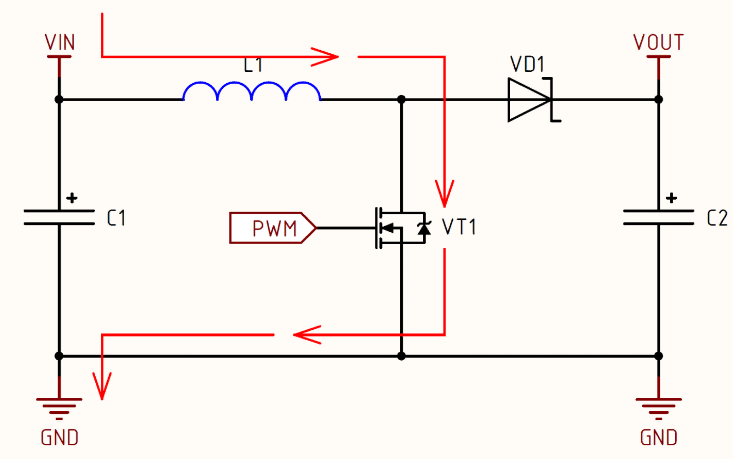 VIN
L1
VD1
VOUT
+
C1
PWM
VT1
+
C2
GND
GND